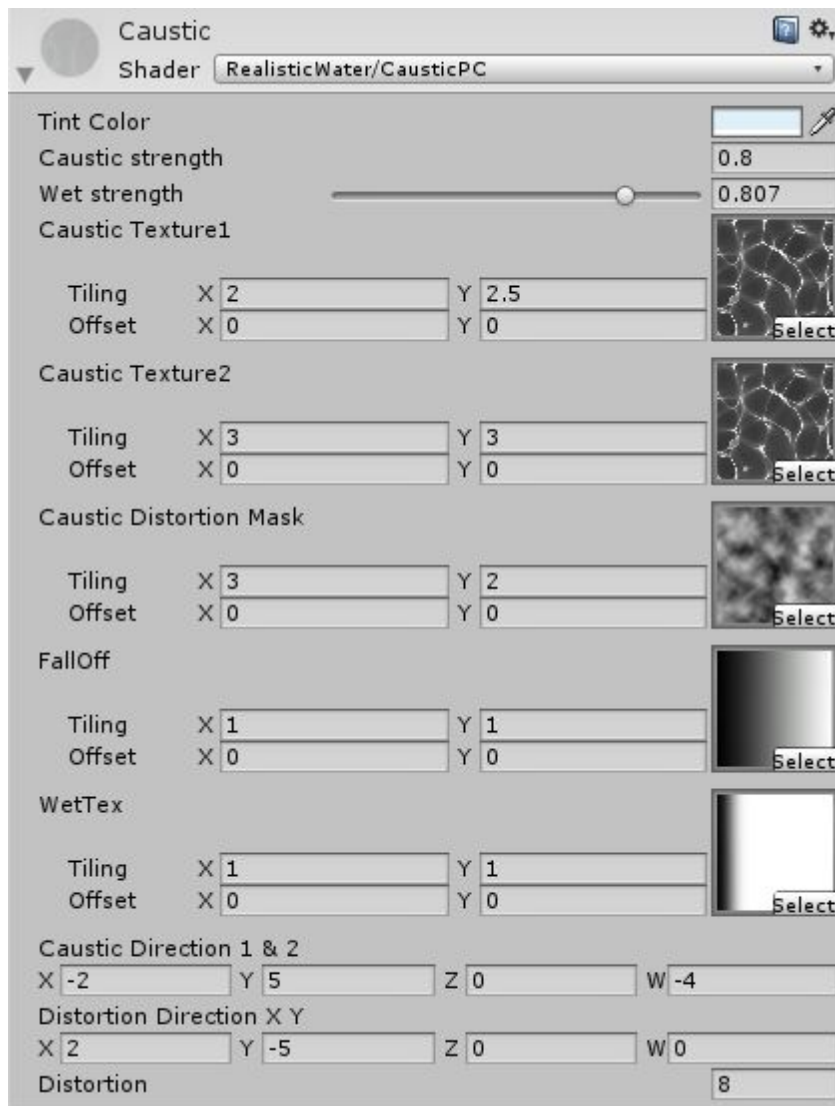 Caustic
Shader RealisticWater/CausticPC
Tint Color
Caustic strength 0.8
Wet strength 0.807
Caustic Texture1
Tiling X 2 Y 2.5
Offset X 0 Y 0
Select
Caustic Texture2
Tiling X 3 Y 3
Offset X 0 Y 0
Select
Caustic Distortion Mask
Tiling X 3 Y 2
Offset X 0 Y 0
Select
FallOff
Tiling X 1 Y 1
Offset X 0 Y 0
Select
WetTex
Tiling X 1 Y 1
Offset X 0 Y 0
Select
Caustic Direction 1 & 2
X -2 Y 5 Z 0 W -4
Distortion Direction X Y
X 2 Y -5 Z 0 W 0
Distortion 8